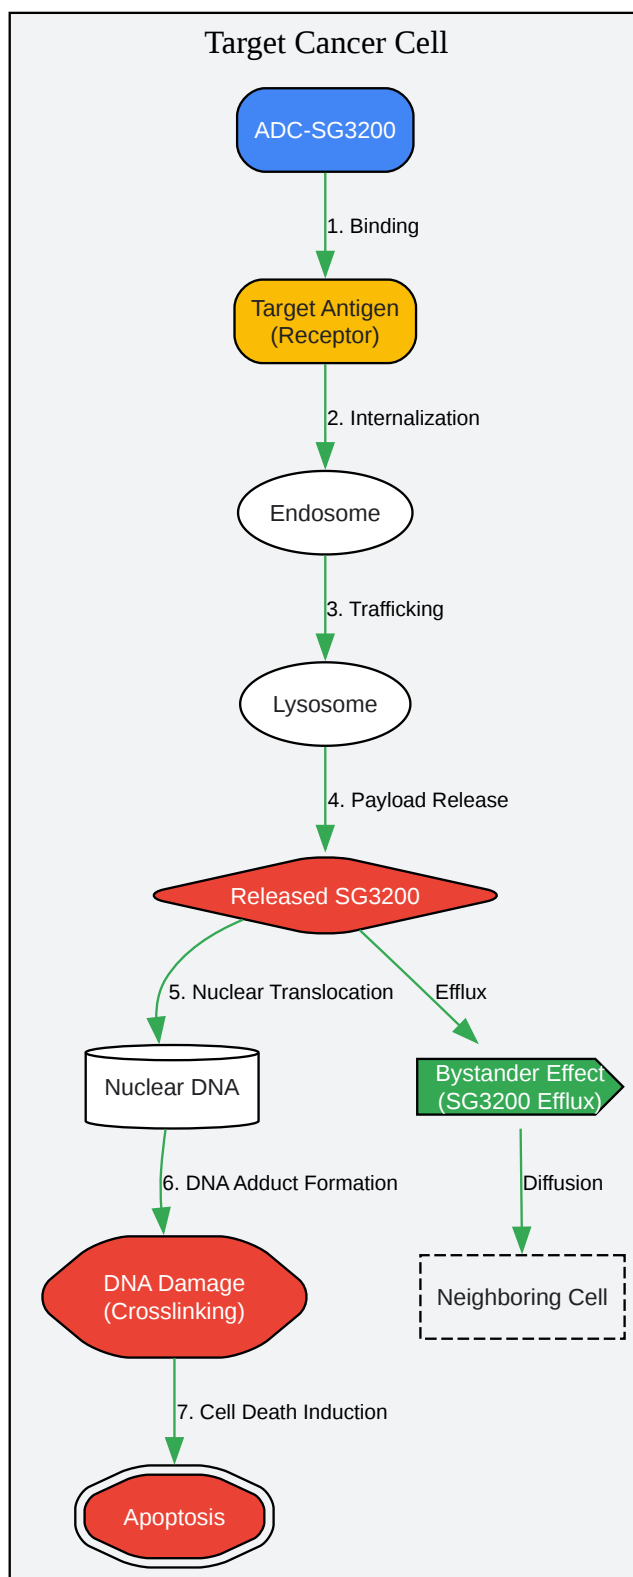 Target Cancer Cell
ADC-SG3200
1. Binding
Target Antigen
(Receptor)
2. Internalization
Endosome
3. Trafficking
Lysosome
4. Payload Release
Released SG3200
5. Nuclear Translocation
Efflux
Nuclear DNA
Bystander Effect
(SG3200 Efflux)
6. DNA Adduct Formation
Diffusion
DNA Damage
(Crosslinking)
Neighboring Cell
7. Cell Death Induction
Apoptosis